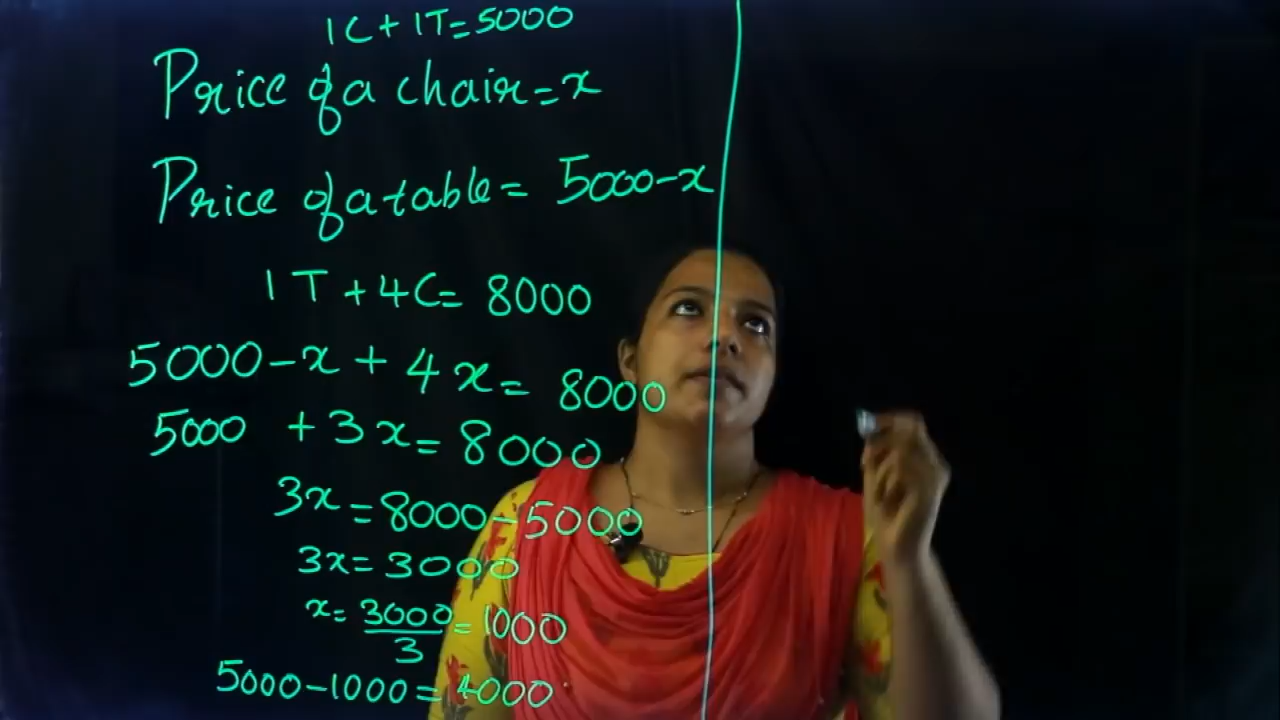 1C + 1T = 5000
Price of a chair = x
Price of a table = 5000 - x
1T + 4C = 8000
5000 - x + 4x = 8000
5000 + 3x = 8000
3x = 8000 - 5000
3x = 3000
x = 3000/3 = 1000
5000 - 1000 = 4000